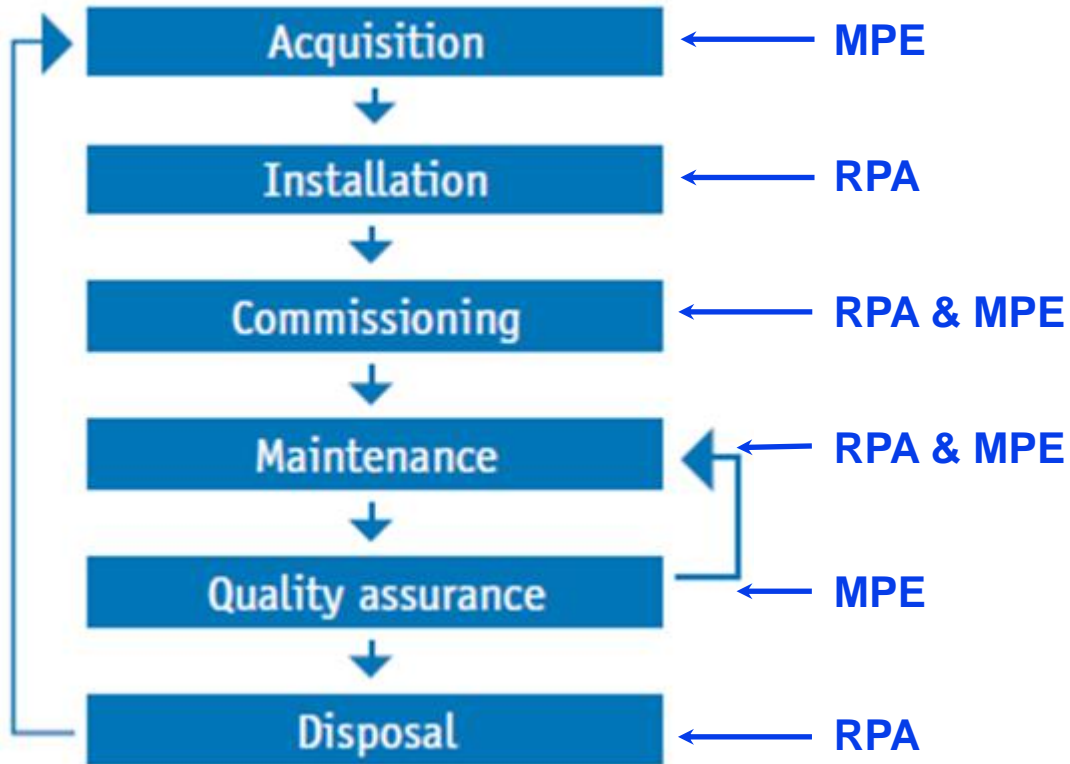 Acquisition MPE
Installation RPA
Commissioning RPA & MPE
Maintenance RPA & MPE
Quality assurance MPE
Disposal RPA